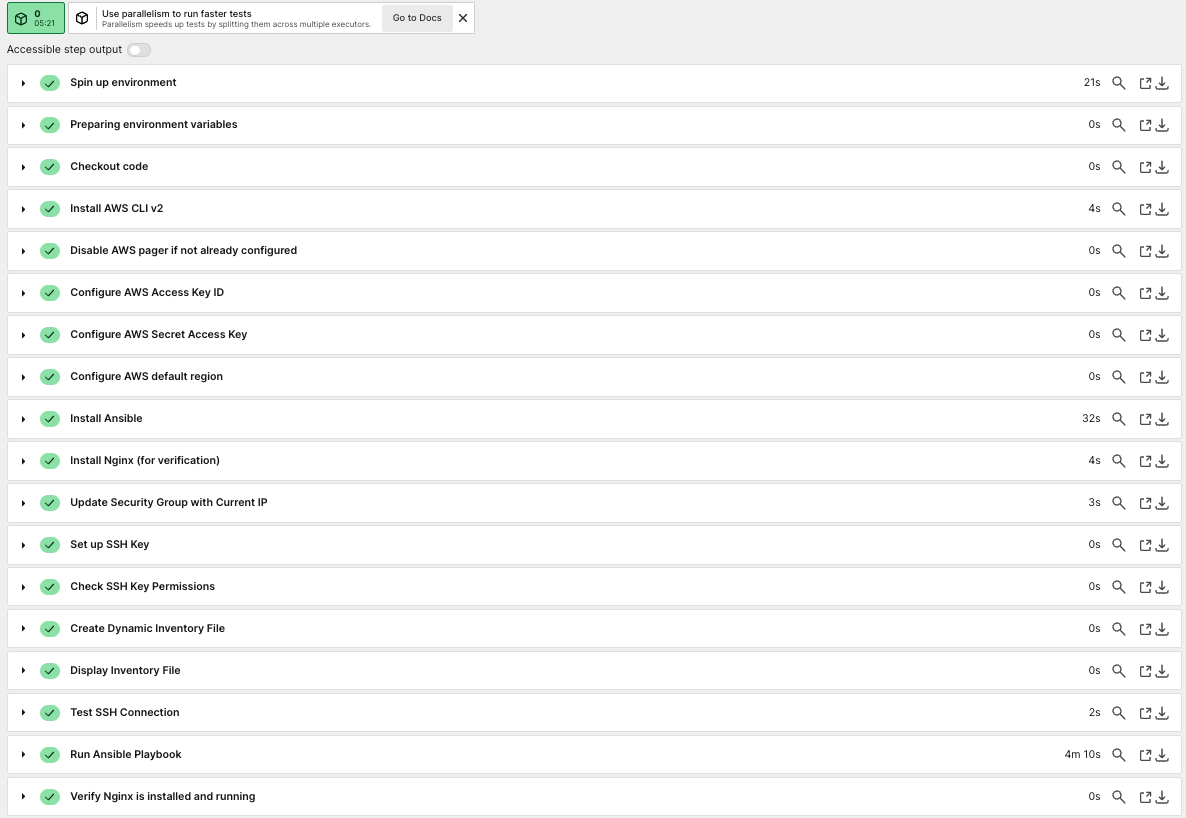 0
05:21
Use parallelism to run faster tests
Parallelism speeds up tests by splitting them across multiple executors.
Go to Docs
Accessible step output
Spin up environment 21s
Preparing environment variables 0s
Checkout code 0s
Install AWS CLI v2 4s
Disable AWS pager if not already configured 0s
Configure AWS Access Key ID 0s
Configure AWS Secret Access Key 0s
Configure AWS default region 0s
Install Ansible 32s
Install Nginx (for verification) 4s
Update Security Group with Current IP 3s
Set up SSH Key 0s
Check SSH Key Permissions 0s
Create Dynamic Inventory File 0s
Display Inventory File 0s
Test SSH Connection 2s
Run Ansible Playbook 4m 10s
Verify Nginx is installed and running 0s